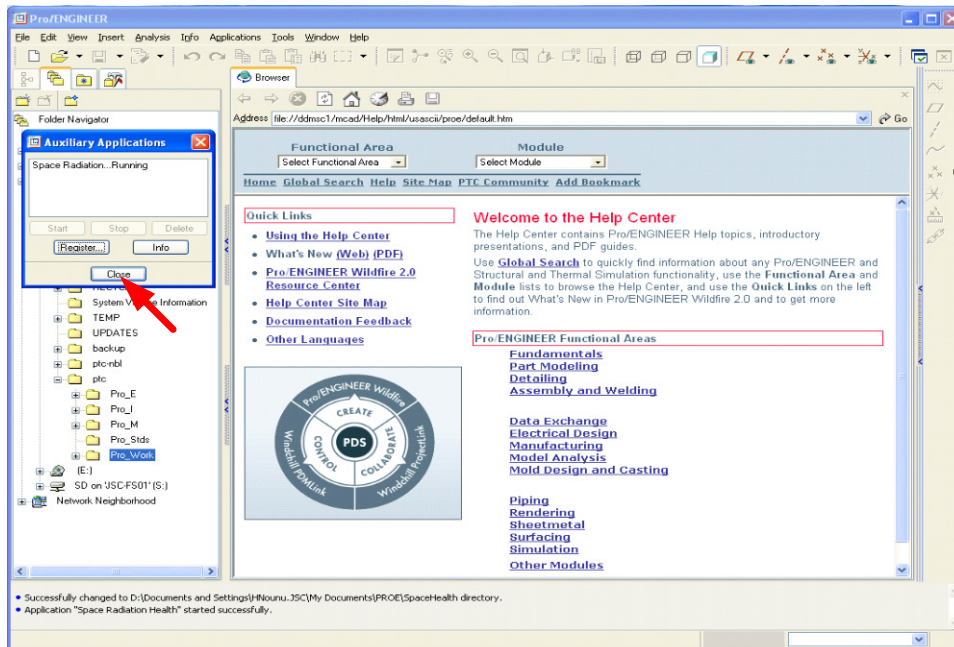 Pro/ENGINEER
File Edit View Insert Analysis Info Applications Tools Window Help
Browser
Folder Navigator
Address file://ddmsc1/mcad/Help/html/usascii/proe/default.htm Go
Auxiliary Applications
Space Radiation...Running
Start Stop Delete
Register... Info
Close
System Volume Information
TEMP
UPDATES
backup
ptc-nbl
ptc
Pro_E
Pro_I
Pro_M
Pro_Stds
Pro_Work
(E:)
SD on 'JSC-FS01' (S:)
Network Neighborhood
Functional Area Module
Select Functional Area Select Module
Home Global Search Help Site Map PTC Community Add Bookmark
Quick Links
• Using the Help Center
• What's New (Web) (PDF)
• Pro/ENGINEER Wildfire 2.0
Resource Center
• Help Center Site Map
• Documentation Feedback
• Other Languages
Pro/ENGINEER Wildfire
Windchill PDMLink
Windchill ProjectLink
CREATE
CONTROL
COLLABORATE
PDS
Welcome to the Help Center
The Help Center contains Pro/ENGINEER Help topics, introductory
presentations, and PDF guides.
Use Global Search to quickly find information about any Pro/ENGINEER and
Structural and Thermal Simulation functionality, use the Functional Area and
Module lists to browse the Help Center, and use the Quick Links on the left
to find out What's New in Pro/ENGINEER Wildfire 2.0 and to get more
information.
Pro/ENGINEER Functional Areas
Fundamentals
Part Modeling
Detailing
Assembly and Welding
Data Exchange
Electrical Design
Manufacturing
Model Analysis
Mold Design and Casting
Piping
Rendering
Sheetmetal
Surfacing
Simulation
Other Modules
• Successfully changed to D:\Documents and Settings\HNounu.JSC\My Documents\PROE\SpaceHealth directory.
• Application "Space Radiation Health" started successfully.